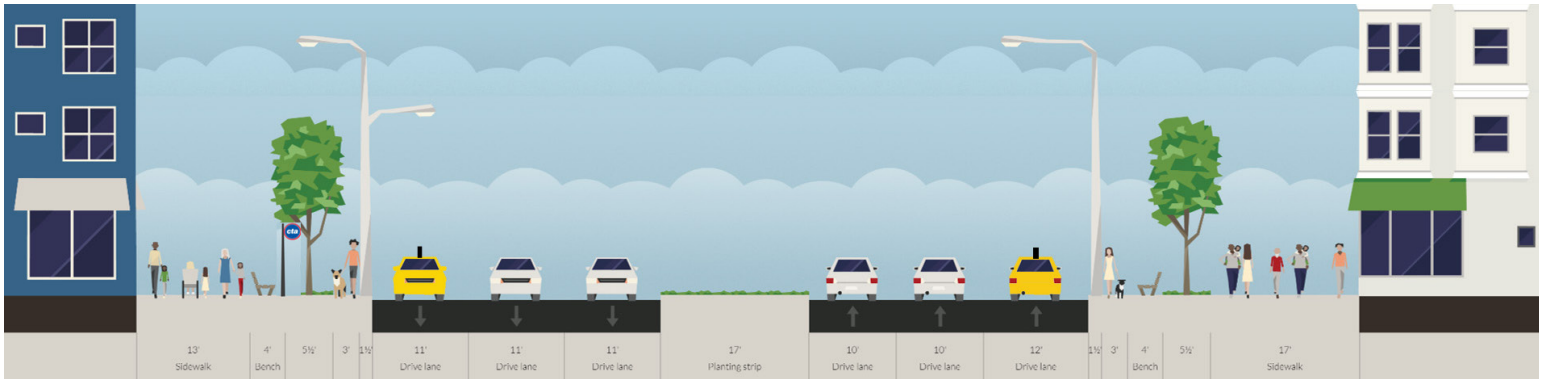 cta
13' 4' 5½' 3' 1½' 11' 11' 11' 17' 10' 10' 12' 1½' 3' 4' 5½' 17'
Sidewalk Bench Drive lane Drive lane Drive lane Planting strip Drive lane Drive lane Drive lane Bench Sidewalk